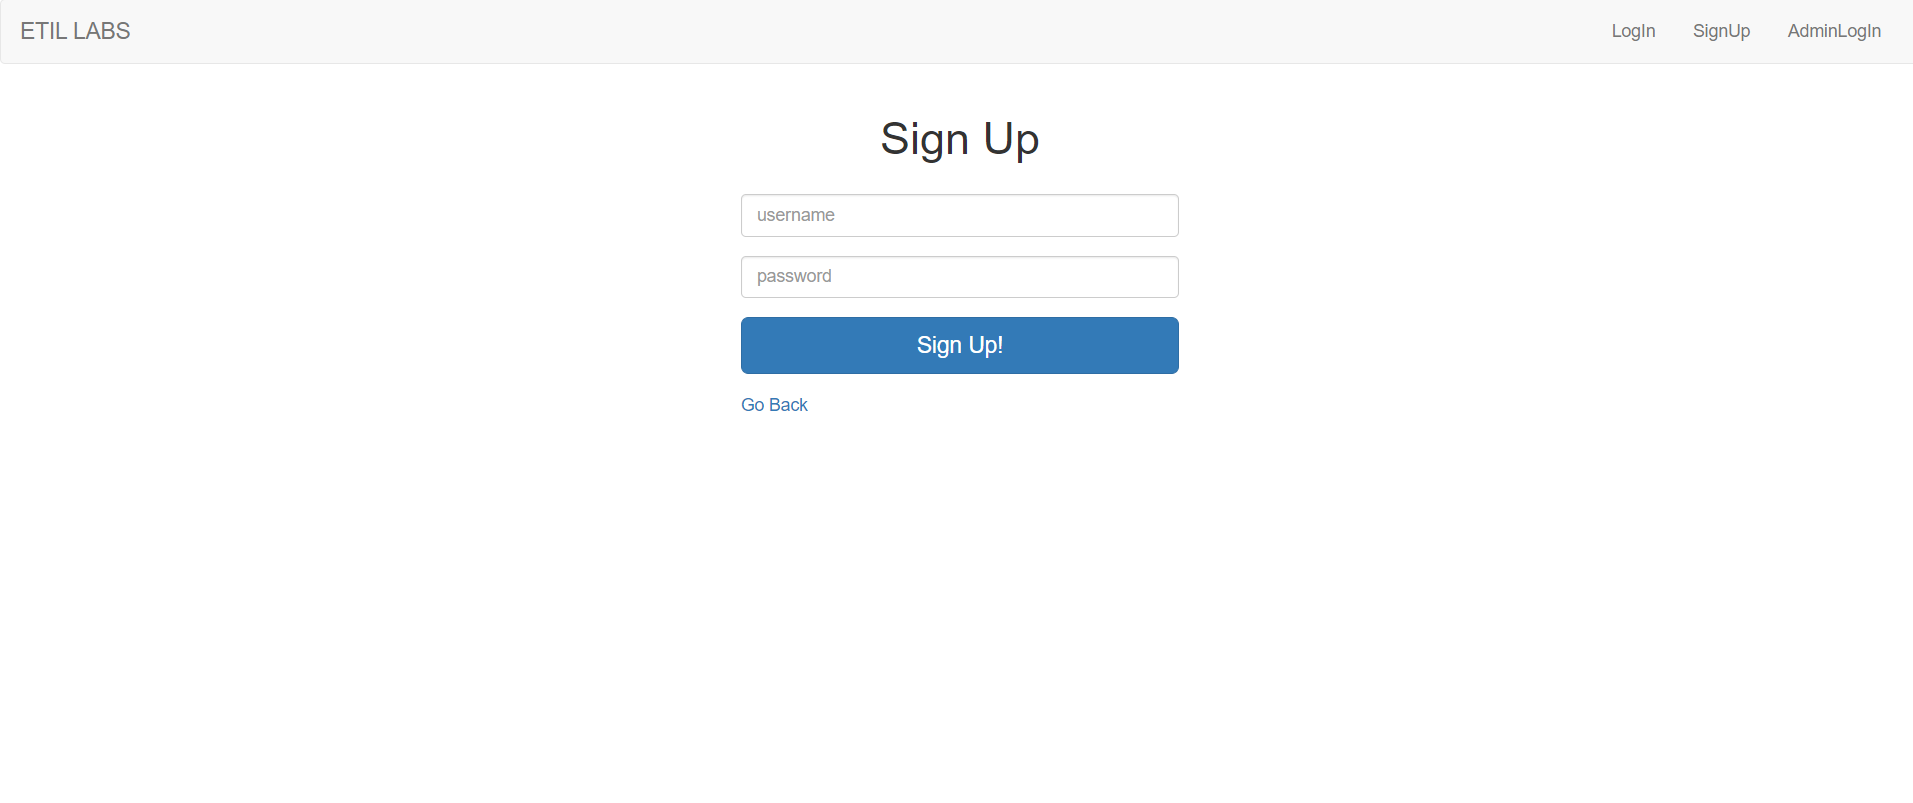 ETIL LABS
LogIn SignUp AdminLogIn
Sign Up
username
password
Sign Up!
Go Back